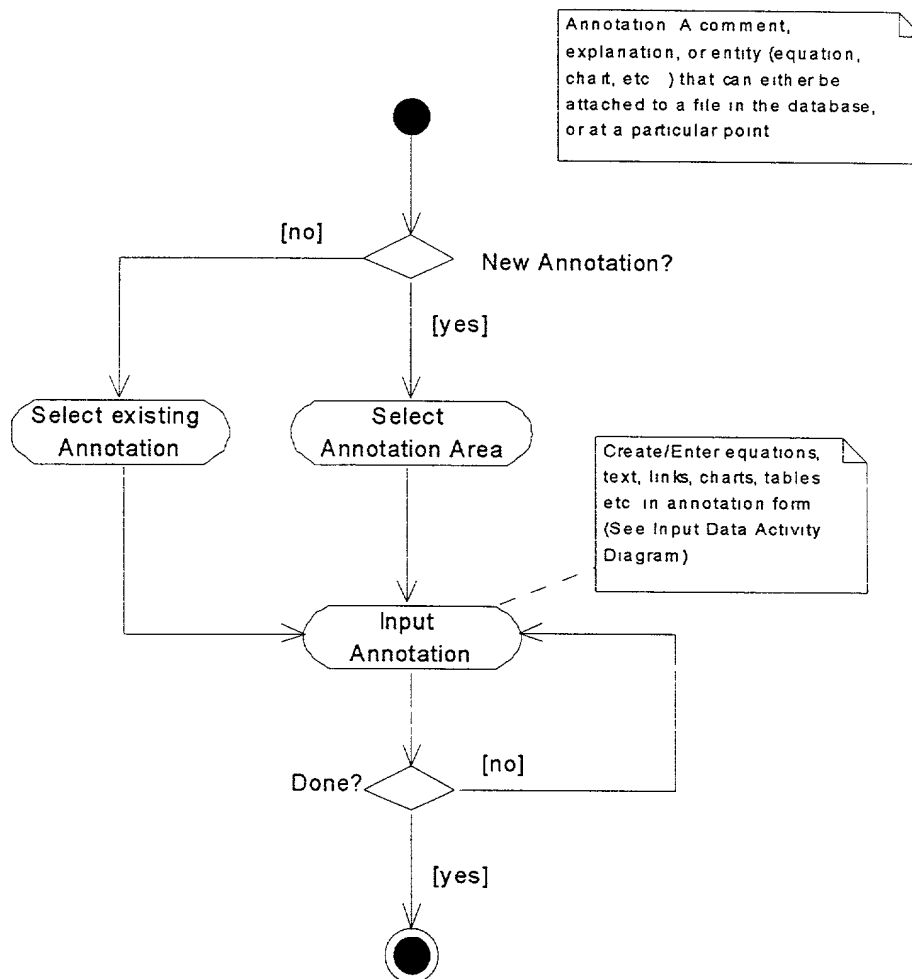 Annotation A comment,
explanation, or entity (equation,
chart, etc ) that can either be
attached to a file in the database,
or at a particular point
[no]
New Annotation?
[yes]
Select existing
Annotation
Select
Annotation Area
Create/Enter equations,
text, links, charts, tables
etc in annotation form
(See Input Data Activity
Diagram)
Input
Annotation
Done?
[no]
[yes]